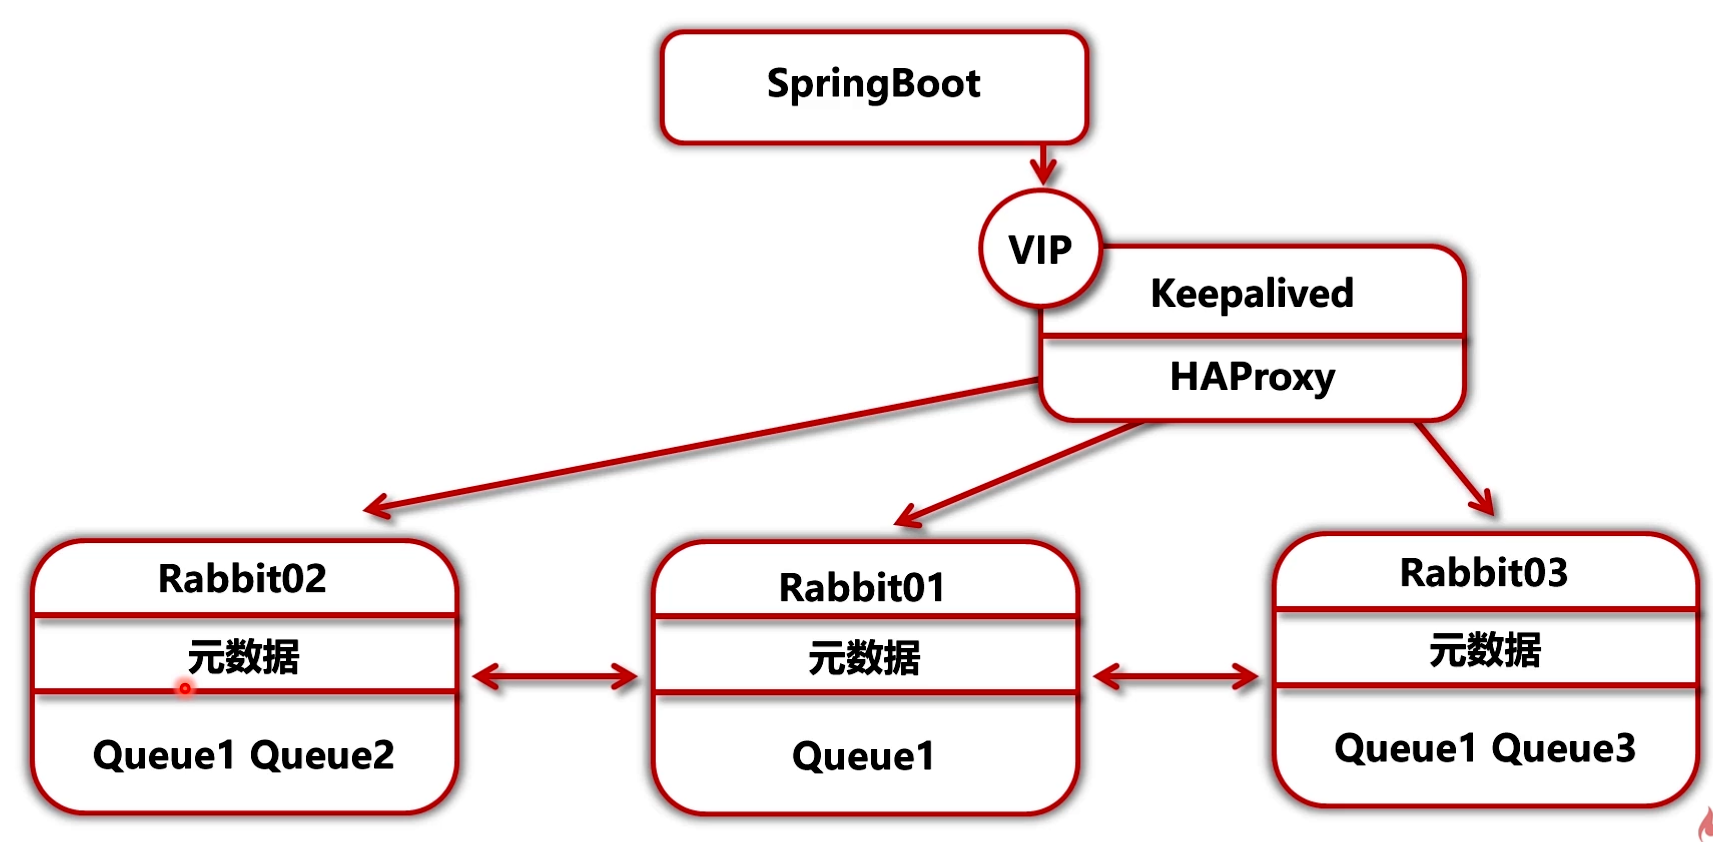 SpringBoot
VIP
Keepalived
HAProxy
Rabbit02
元数据
Queue1 Queue2
Rabbit01
元数据
Queue1
Rabbit03
元数据
Queue1 Queue3